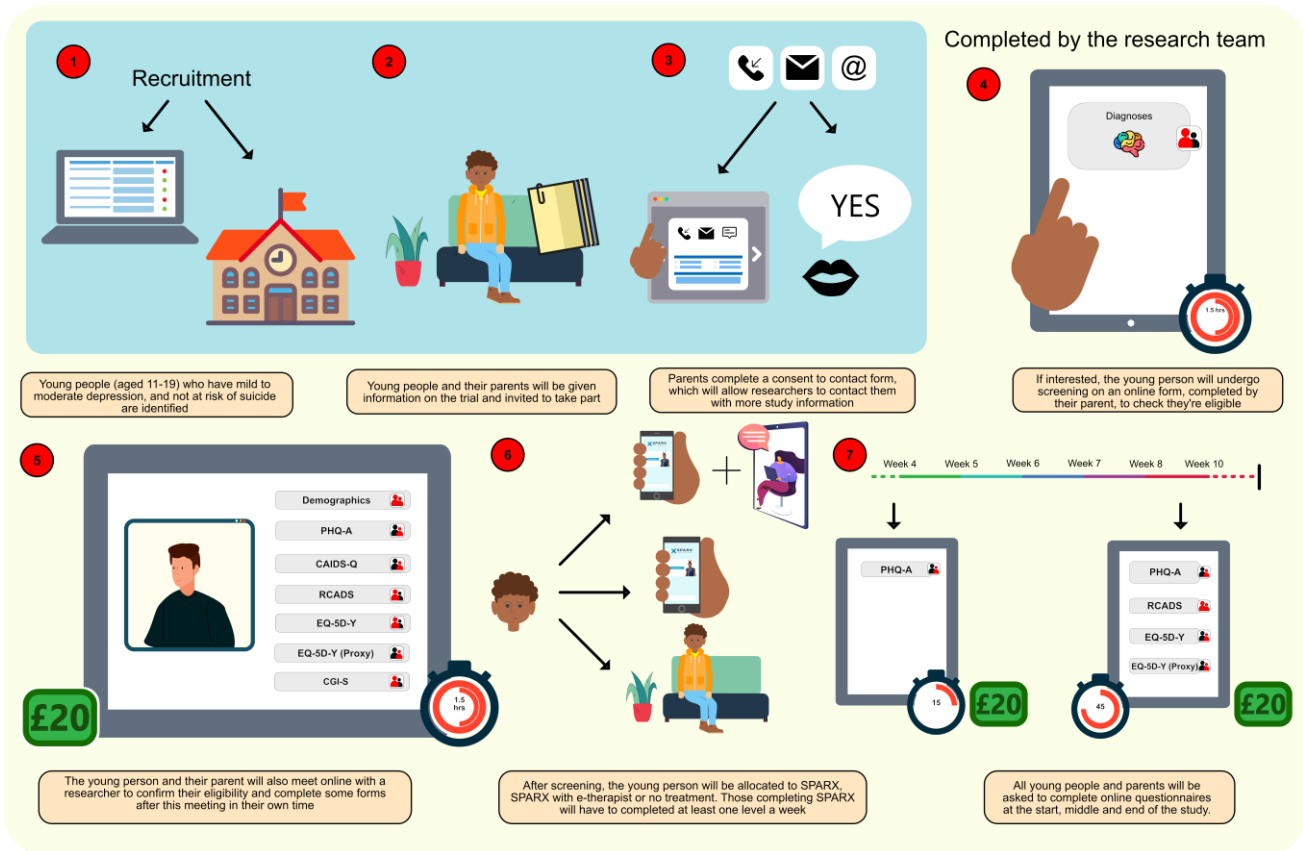 1
Recruitment
2
3
@
YES
Completed by the research team
4
Diagnoses
1.5 hrs
Young people (aged 11-19) who have mild to
moderate depression, and not at risk of suicide
are identified
Young people and their parents will be given
information on the trial and invited to take part
Parents complete a consent to contact form,
which will allow researchers to contact them
with more study information
If interested, the young person will undergo
screening on an online form, completed by
their parent, to check they're eligible
5
Demographics
PHQ-A
CAIDS-Q
RCADS
EQ-5D-Y
EQ-5D-Y (Proxy)
CGI-S
£20
1.5
hrs
The young person and their parent will also meet online with a
researcher to confirm their eligibility and complete some forms
after this meeting in their own time
6
SPARX
SPARX
After screening, the young person will be allocated to SPARX,
SPARX with e-therapist or no treatment. Those completing SPARX
will have to completed at least one level a week
7
Week 4 Week 5 Week 6 Week 7 Week 8 Week 10
PHQ-A
15
£20
PHQ-A
RCADS
EQ-5D-Y
EQ-5D-Y (Proxy)
45
£20
All young people and parents will be
asked to complete online questionnaires
at the start, middle and end of the study.